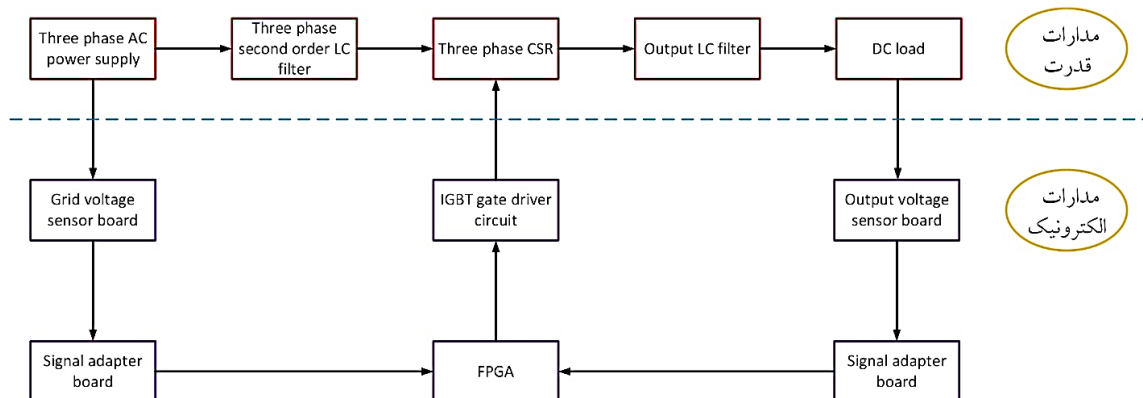 Three phase AC
power supply
Three phase
second order LC
filter
Three phase CSR
Output LC filter
DC load
مدارات
قدرت
Grid voltage
sensor board
IGBT gate driver
circuit
Output voltage
sensor board
مدارات
الکترونیک
Signal adapter
board
FPGA
Signal adapter
board